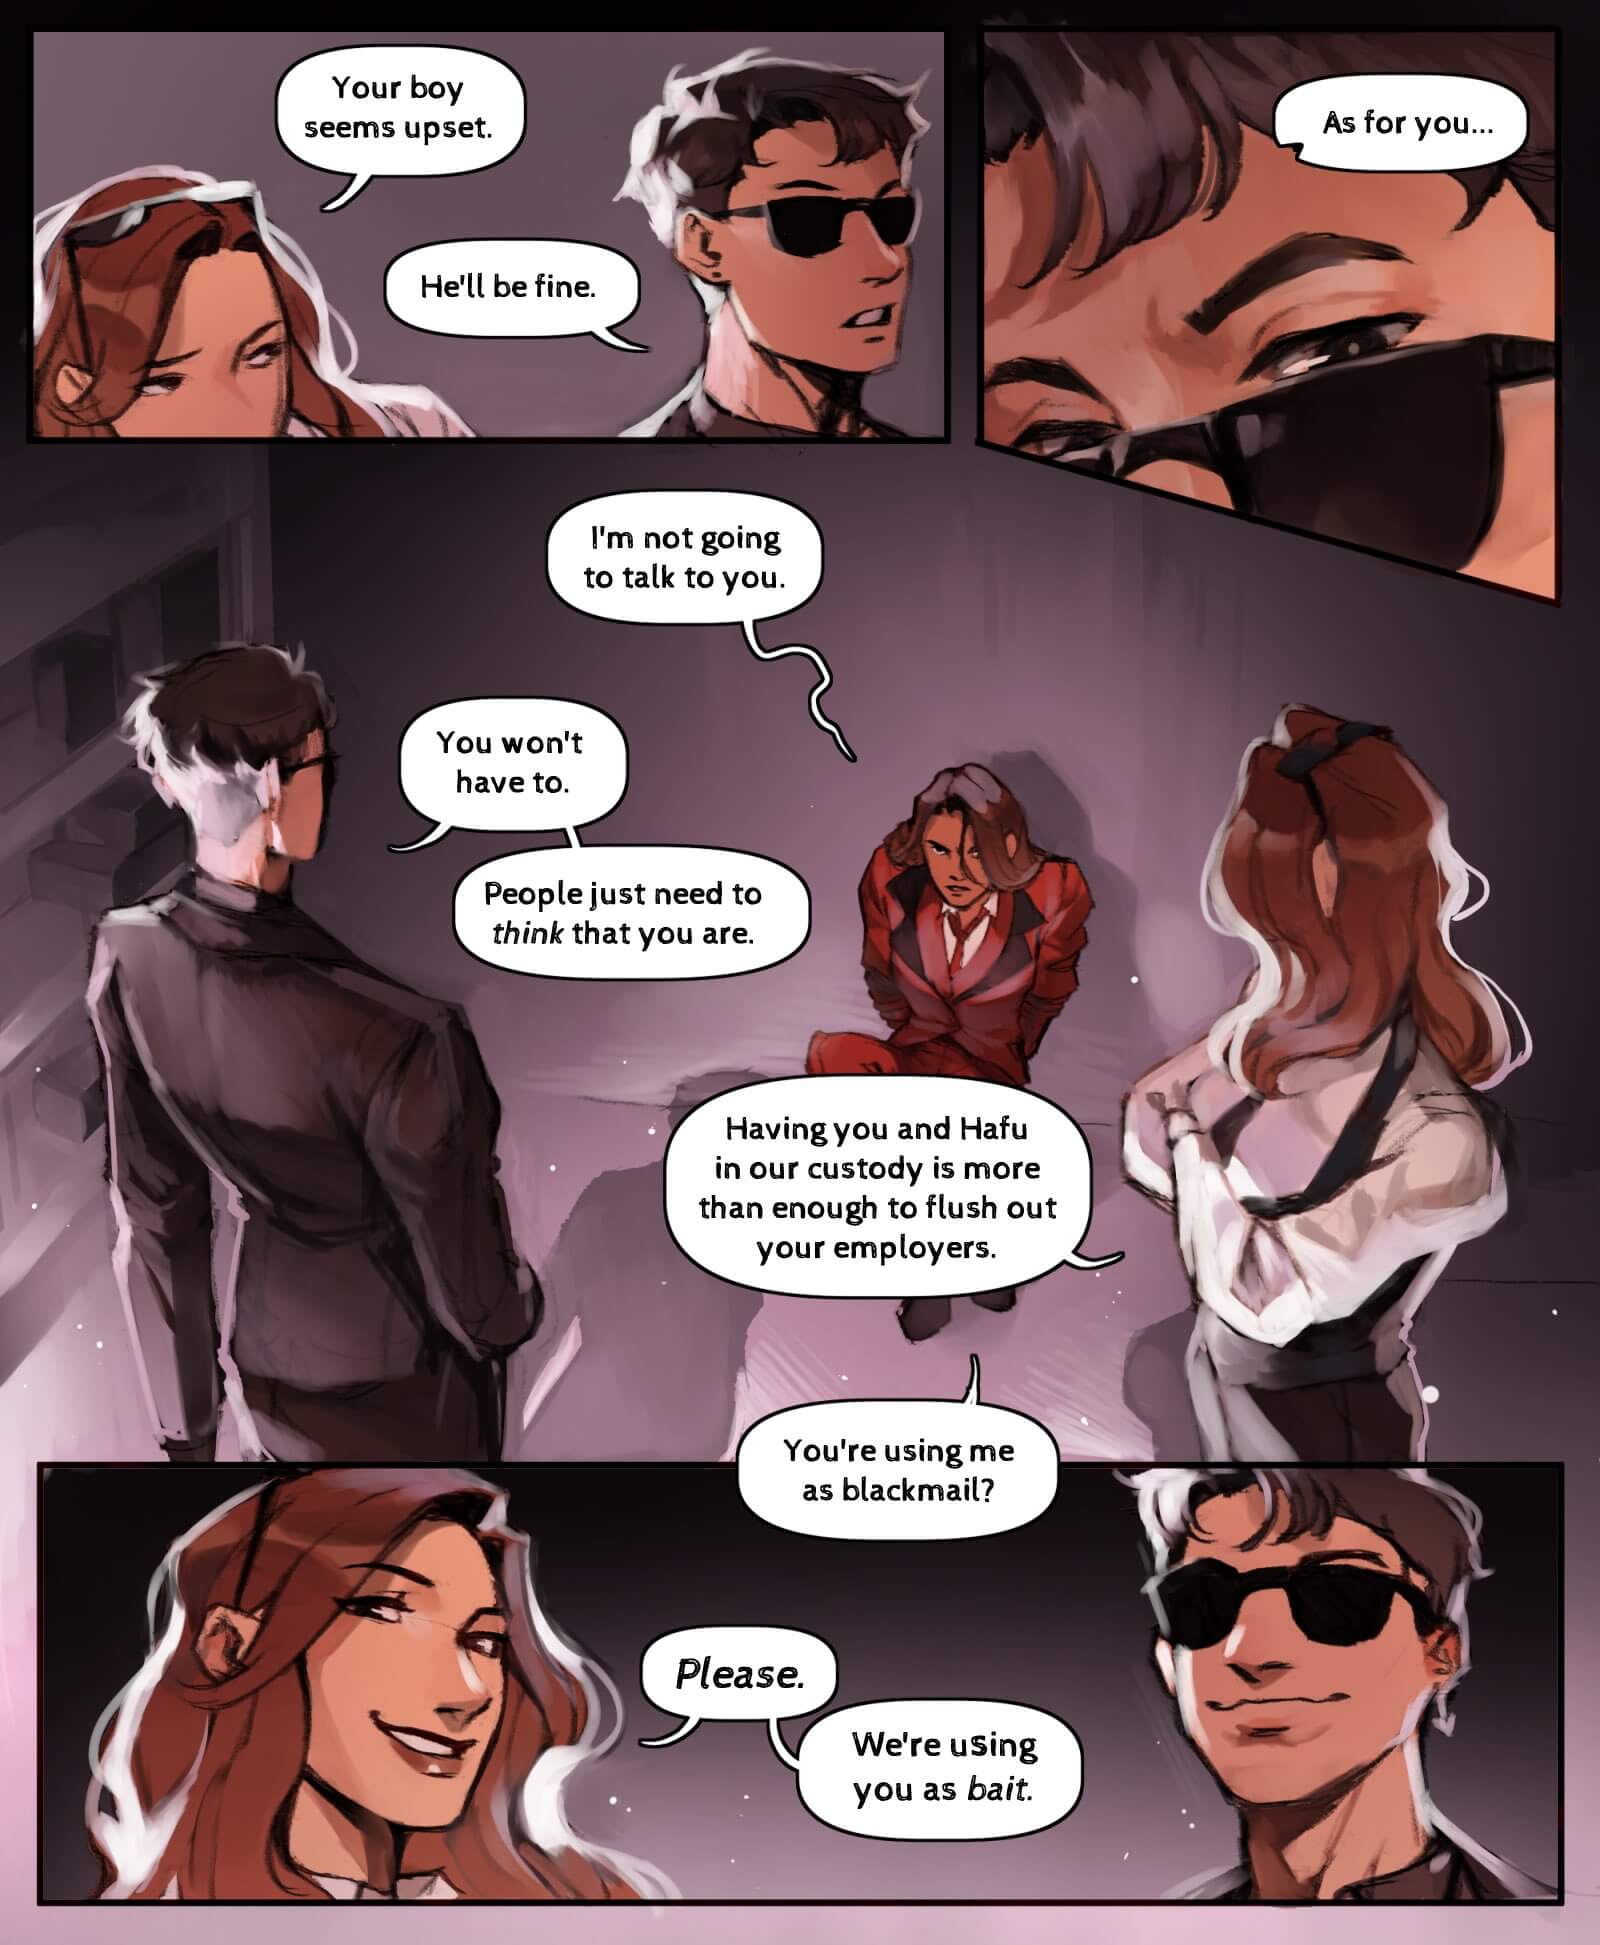 Your boy
seems upset.
He'll be fine.
As for you...
I'm not going
to talk to you.
You won't
have to.
People just need to
think that you are.
Having you and Hafu
in our custody is more
than enough to flush out
your employers.
You're using me
as blackmail?
Please.
We're using
you as bait.